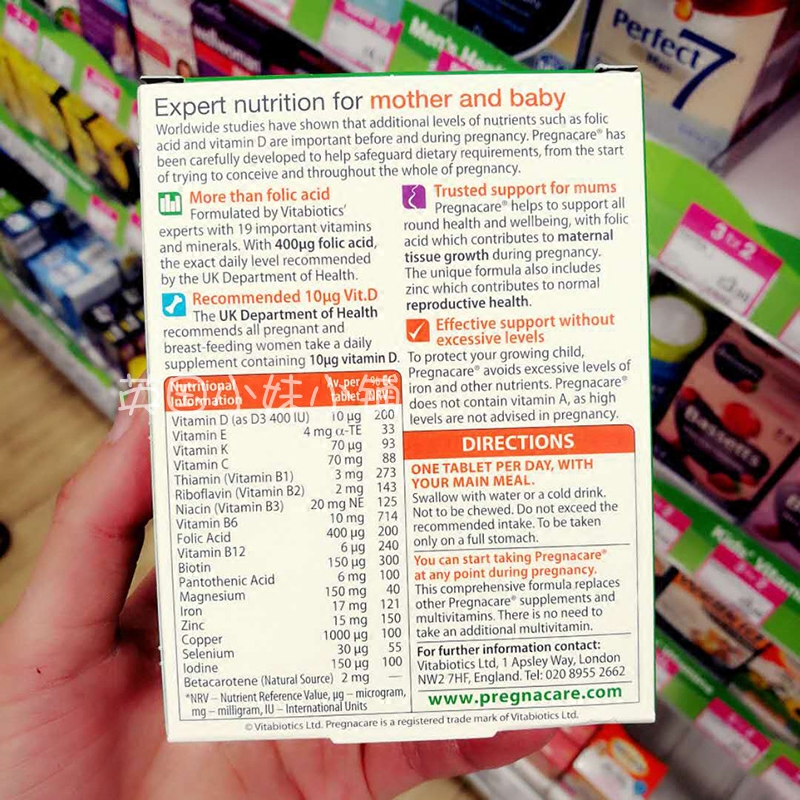 Men's Health
Perfect
7
3 for 2
Expert nutrition for mother and baby
Worldwide studies have shown that additional levels of nutrients such as folic
acid and vitamin D are important before and during pregnancy. Pregnacare® has
been carefully developed to help safeguard dietary requirements, from the start
of trying to conceive and throughout the whole of pregnancy.
More than folic acid
Formulated by Vitabiotics'
experts with 19 important vitamins
and minerals. With 400µg folic acid,
the exact daily level recommended
by the UK Department of Health.
Recommended 10µg Vit.D
The UK Department of Health
recommends all pregnant and
breast-feeding women take a daily
supplement containing 10µg vitamin D.
Nutritional Av. per %
Information tablet NRV*
Vitamin D (as D3 400 IU) 10 µg 200
Vitamin E 4 mg α-TE 33
Vitamin K 70 µg 93
Vitamin C 70 mg 88
Thiamin (Vitamin B1) 3 mg 273
Riboflavin (Vitamin B2) 2 mg 143
Niacin (Vitamin B3) 20 mg NE 125
Vitamin B6 10 mg 714
Folic Acid 400 µg 200
Vitamin B12 6 µg 240
Biotin 150 µg 300
Pantothenic Acid 6 mg 100
Magnesium 150 mg 40
Iron 17 mg 121
Zinc 15 mg 150
Copper 1000 µg 100
Selenium 30 µg 55
Iodine 150 µg 100
Betacarotene (Natural Source) 2 mg —
*NRV – Nutrient Reference Value, µg – microgram,
mg – milligram, IU – International Units
Trusted support for mums
Pregnacare® helps to support all
round health and wellbeing, with folic
acid which contributes to maternal
tissue growth during pregnancy.
The unique formula also includes
zinc which contributes to normal
reproductive health.
Effective support without
excessive levels
To protect your growing child,
Pregnacare® avoids excessive levels of
iron and other nutrients. Pregnacare®
does not contain vitamin A, as high
levels are not advised in pregnancy.
DIRECTIONS
ONE TABLET PER DAY, WITH
YOUR MAIN MEAL.
Swallow with water or a cold drink.
Not to be chewed. Do not exceed the
recommended intake. To be taken
only on a full stomach.
You can start taking Pregnacare®
at any point during pregnancy.
This comprehensive formula replaces
other Pregnacare® supplements and
multivitamins. There is no need to
take an additional multivitamin.
For further information contact:
Vitabiotics Ltd, 1 Apsley Way, London
NW2 7HF, England. Tel: 020 8955 2662
www.pregnacare.com
© Vitabiotics Ltd. Pregnacare is a registered trade mark of Vitabiotics.
Bassetts
Kids' Vitamins